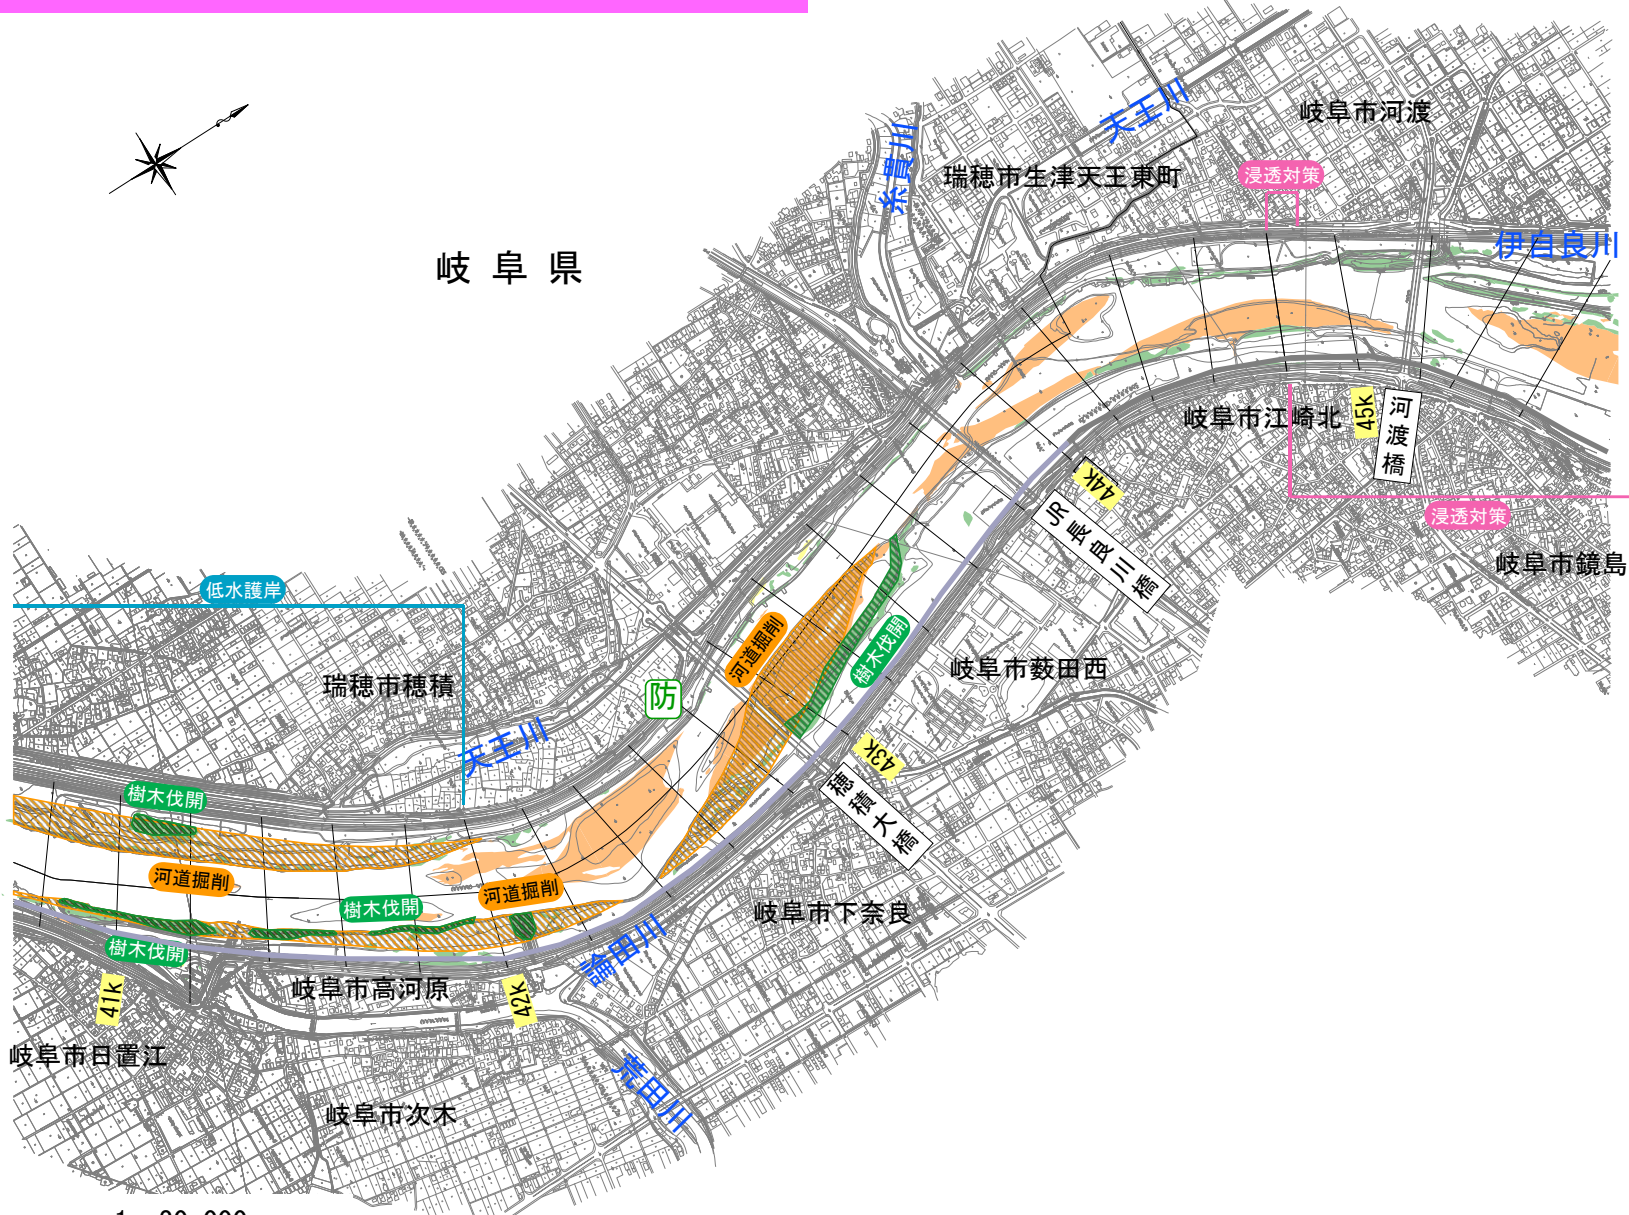 天王川
岐阜市河渡
糸貫川
瑞穂市生津天王東町
浸透対策
伊自良川
岐阜県
岐阜市江崎北
45k
河渡橋
44k
JR長良川橋
浸透対策
岐阜市鏡島
低水護岸
河道掘削
樹木伐開
岐阜市薮田西
瑞穂市穂積
防
天王川
43k
穂積大橋
樹木伐開
河道掘削
樹木伐開
河道掘削
岐阜市下奈良
論田川
樹木伐開
岐阜市高河原
41k
42k
岐阜市日置江
荒田川
岐阜市次木